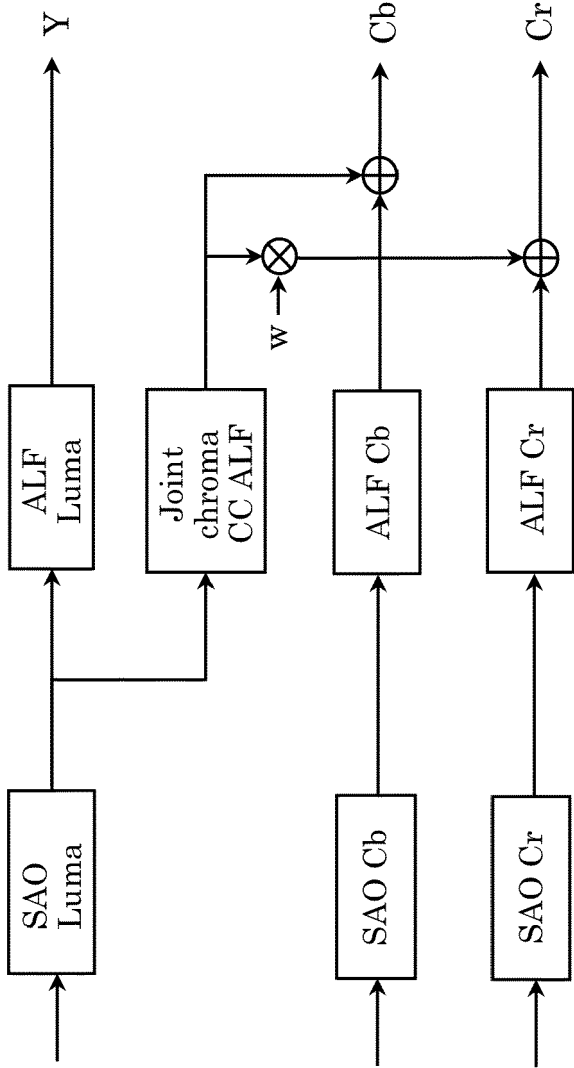 SAO
Luma
ALF
Luma
Y
Joint
chroma
CC ALF
w
SAO Cb
ALF Cb
Cb
SAO Cr
ALF Cr
Cr